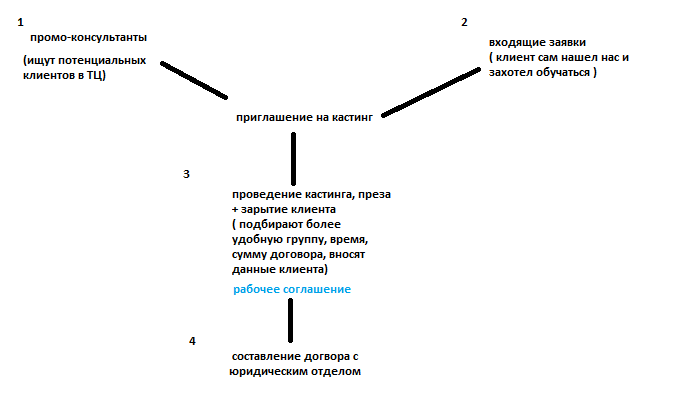 1
промо-консультанты
(ищут потенциальных
клиентов в ТЦ)
2
входящие заявки
( клиент сам нашел нас и
захотел обучаться )
приглашение на кастинг
3
проведение кастинга, преза
+ зарытие клиента
( подбирают более
удобную группу, время,
сумму договора, вносят
данные клиента)
рабочее соглашение
4
составление догвора с
юридическим отделом